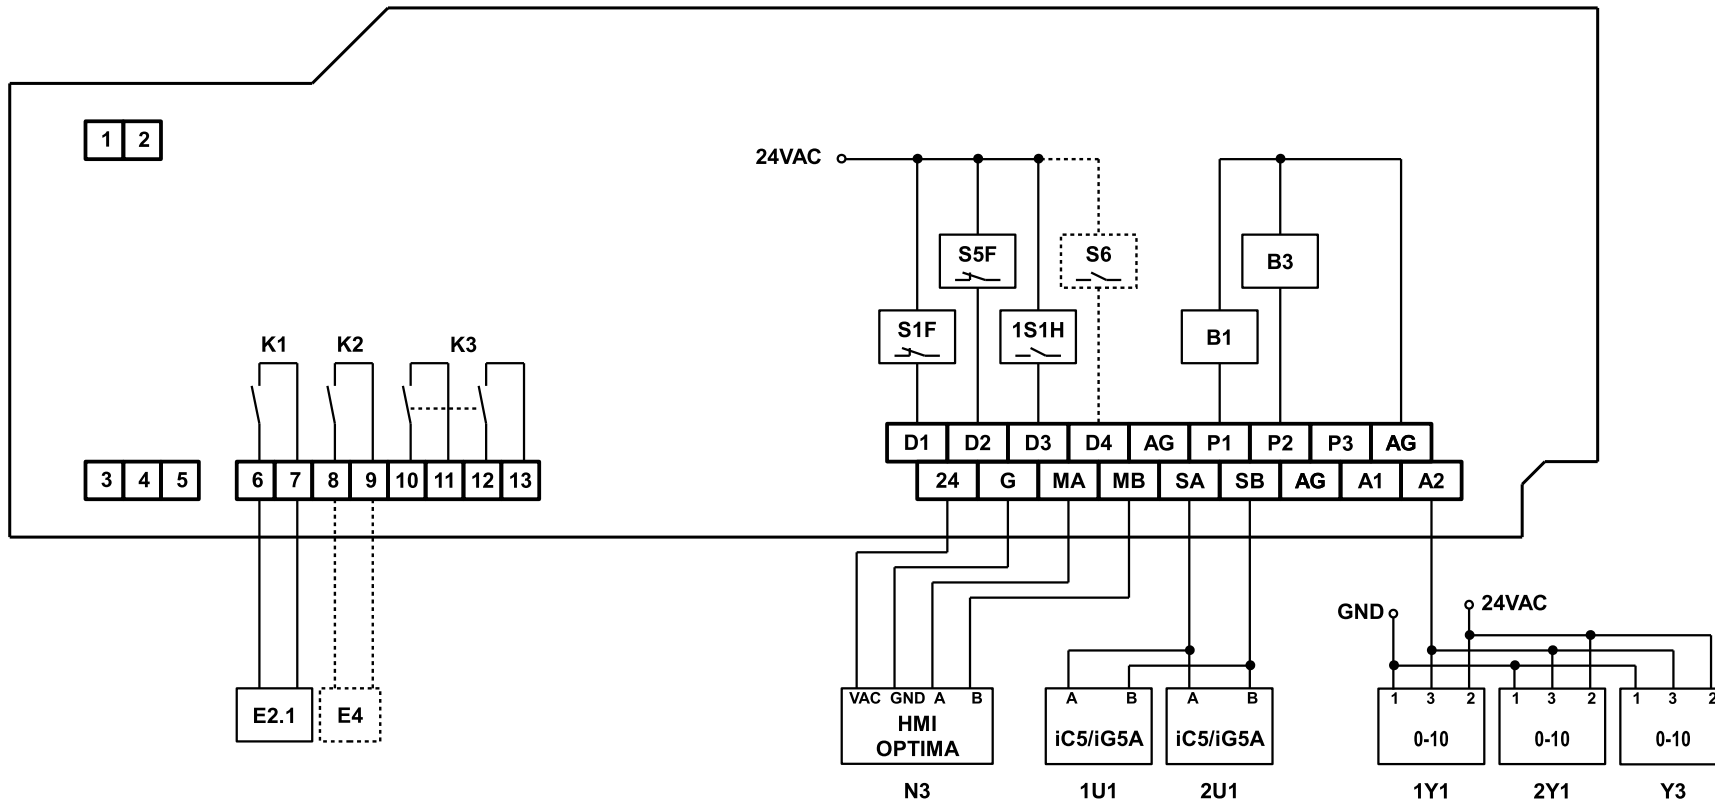 1 2
24VAC
S5F S6 B3
S1F 1S1H B1
K1 K2 K3
D1 D2 D3 D4 AG P1 P2 P3 AG
3 4 5 6 7 8 9 10 11 12 13 24 G MA MB SA SB AG A1 A2
GND 24VAC
VAC GND A B A B A B 1 3 2 1 3 2 1 3 2
E2.1 E4
HMI
OPTIMA
iC5/iG5A iC5/iG5A 0-10 0-10 0-10
N3 1U1 2U1 1Y1 2Y1 Y3